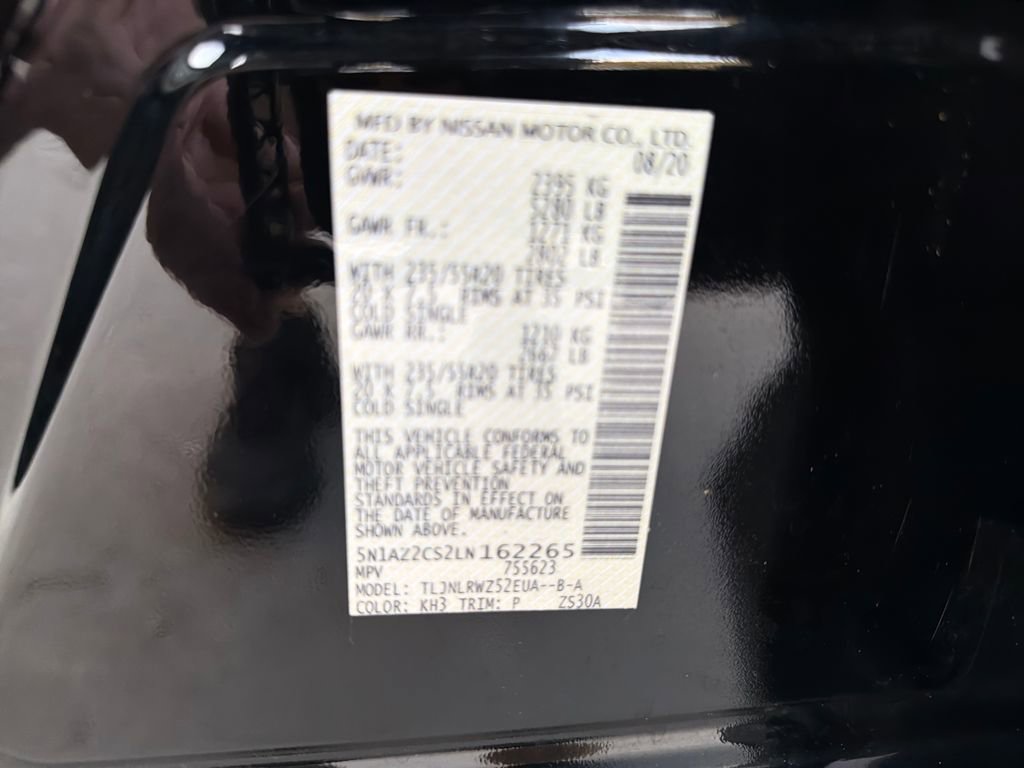 MFD BY NISSAN MOTOR CO., LTD.
DATE: 08/20
GVWR: 2395 KG
5280 LB
GAWR FR.: 1271 KG
2802 LB
WITH 235/55R20 TIRES
20 X 7.5 RIMS AT 35 PSI
COLD SINGLE
GAWR RR.: 1210 KG
2667 LB
WITH 235/55R20 TIRES
20 X 7.5 RIMS AT 35 PSI
COLD SINGLE
THIS VEHICLE CONFORMS TO
ALL APPLICABLE FEDERAL
MOTOR VEHICLE SAFETY AND
THEFT PREVENTION
STANDARDS IN EFFECT ON
THE DATE OF MANUFACTURE
SHOWN ABOVE.
5N1AZ2CS2LN162265
MPV 755623
MODEL: TLJNLRWZ52EUA--B-A
COLOR: KH3 TRIM: P ZS30A